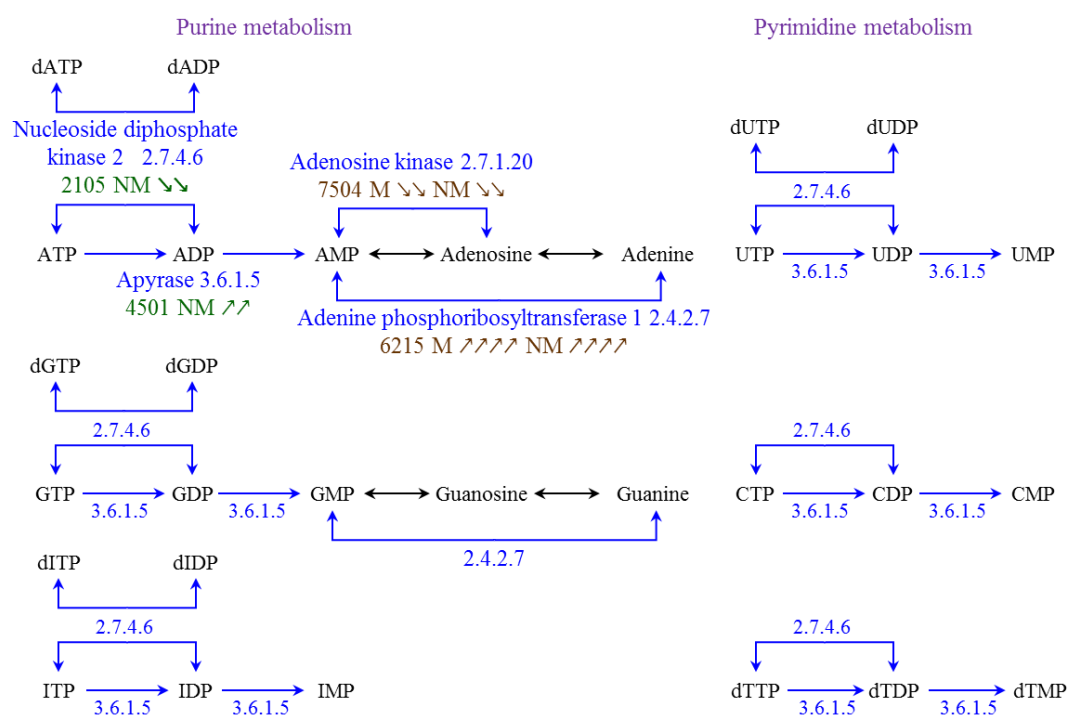 Purine metabolism
Pyrimidine metabolism
dATP dADP
Nucleoside diphosphate
kinase 2 2.7.4.6
2105 NM ↘↘
dUTP dUDP
2.7.4.6
Adenosine kinase 2.7.1.20
7504 M ↘↘ NM ↘↘
ATP ADP AMP Adenosine Adenine
Apyrase 3.6.1.5
4501 NM ↗↗
Adenine phosphoribosyltransferase 1 2.4.2.7
6215 M ↗↗↗↗ NM ↗↗↗↗
UTP UDP UMP
3.6.1.5 3.6.1.5
dGTP dGDP
2.7.4.6
GTP GDP GMP Guanosine Guanine
3.6.1.5 3.6.1.5
2.4.2.7
2.7.4.6
CTP CDP CMP
3.6.1.5 3.6.1.5
dITP dIDP
2.7.4.6
ITP IDP IMP
3.6.1.5 3.6.1.5
2.7.4.6
dTTP dTDP dTMP
3.6.1.5 3.6.1.5